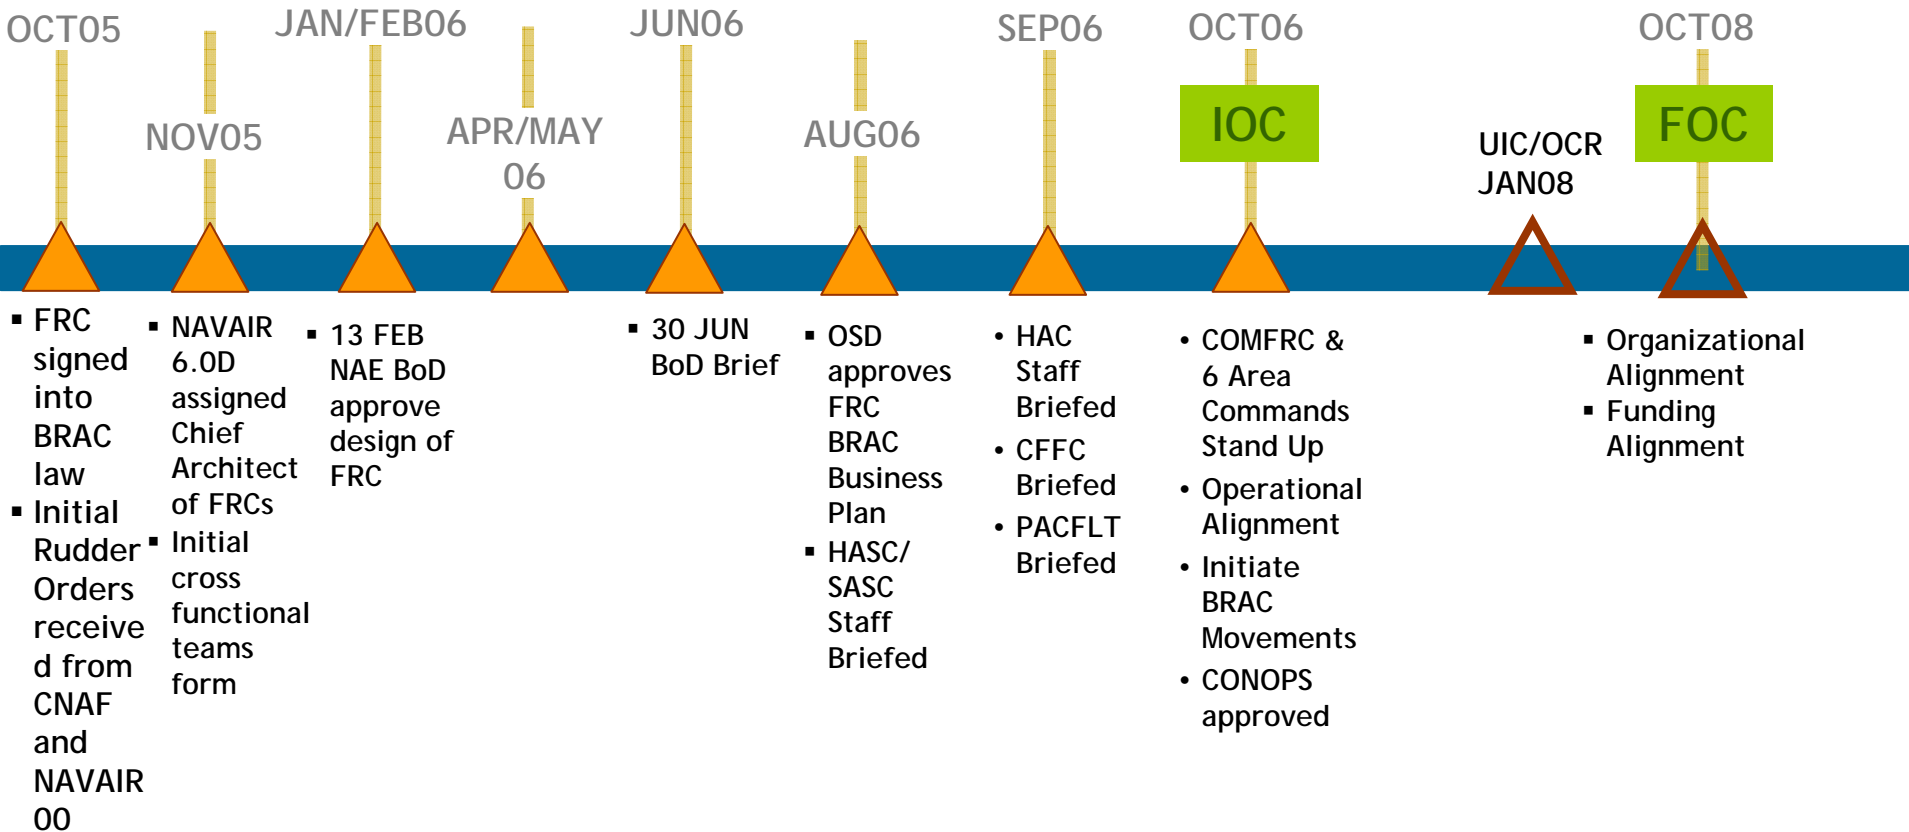 OCT05
NOV05
JAN/FEB06
APR/MAY
06
JUN06
AUG06
SEP06
OCT06
IOC
UIC/OCR
JAN08
OCT08
FOC
▪ FRC
signed
into
BRAC
law
▪ Initial
Rudder
Orders
receive
d from
CNAF
and
NAVAIR
00
▪ NAVAIR
6.0D
assigned
Chief
Architect
of FRCs
▪ Initial
cross
functional
teams
form
▪ 13 FEB
NAE BoD
approve
design of
FRC
▪ 30 JUN
BoD Brief
▪ OSD
approves
FRC
BRAC
Business
Plan
▪ HASC/
SASC
Staff
Briefed
• HAC
Staff
Briefed
• CFFC
Briefed
• PACFLT
Briefed
• COMFRC &
6 Area
Commands
Stand Up
• Operational
Alignment
• Initiate
BRAC
Movements
• CONOPS
approved
▪ Organizational
Alignment
▪ Funding
Alignment